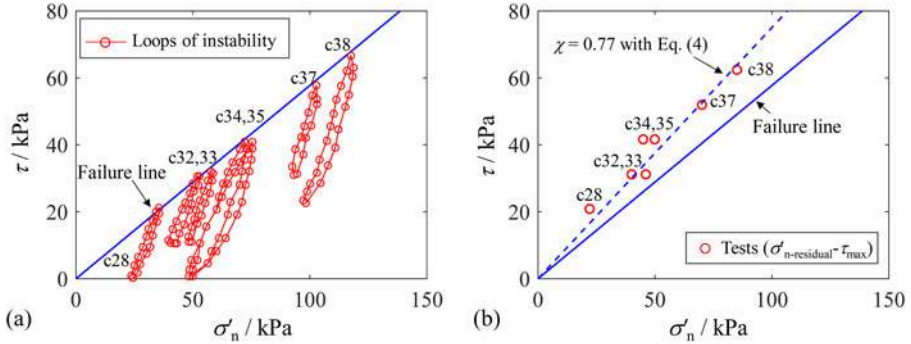 80
60
40
20
0
τ / kPa
Loops of instability
c38
c37
c34,35
c32,33
Failure line
c28
0
50
100
150
(a)
σ′n / kPa
80
60
40
20
0
τ / kPa
χ = 0.77 with Eq. (4)
c38
c37
c34,35
Failure line
c32,33
c28
Tests (σ′n-residual-τmax)
0
50
100
150
(b)
σ′n / kPa